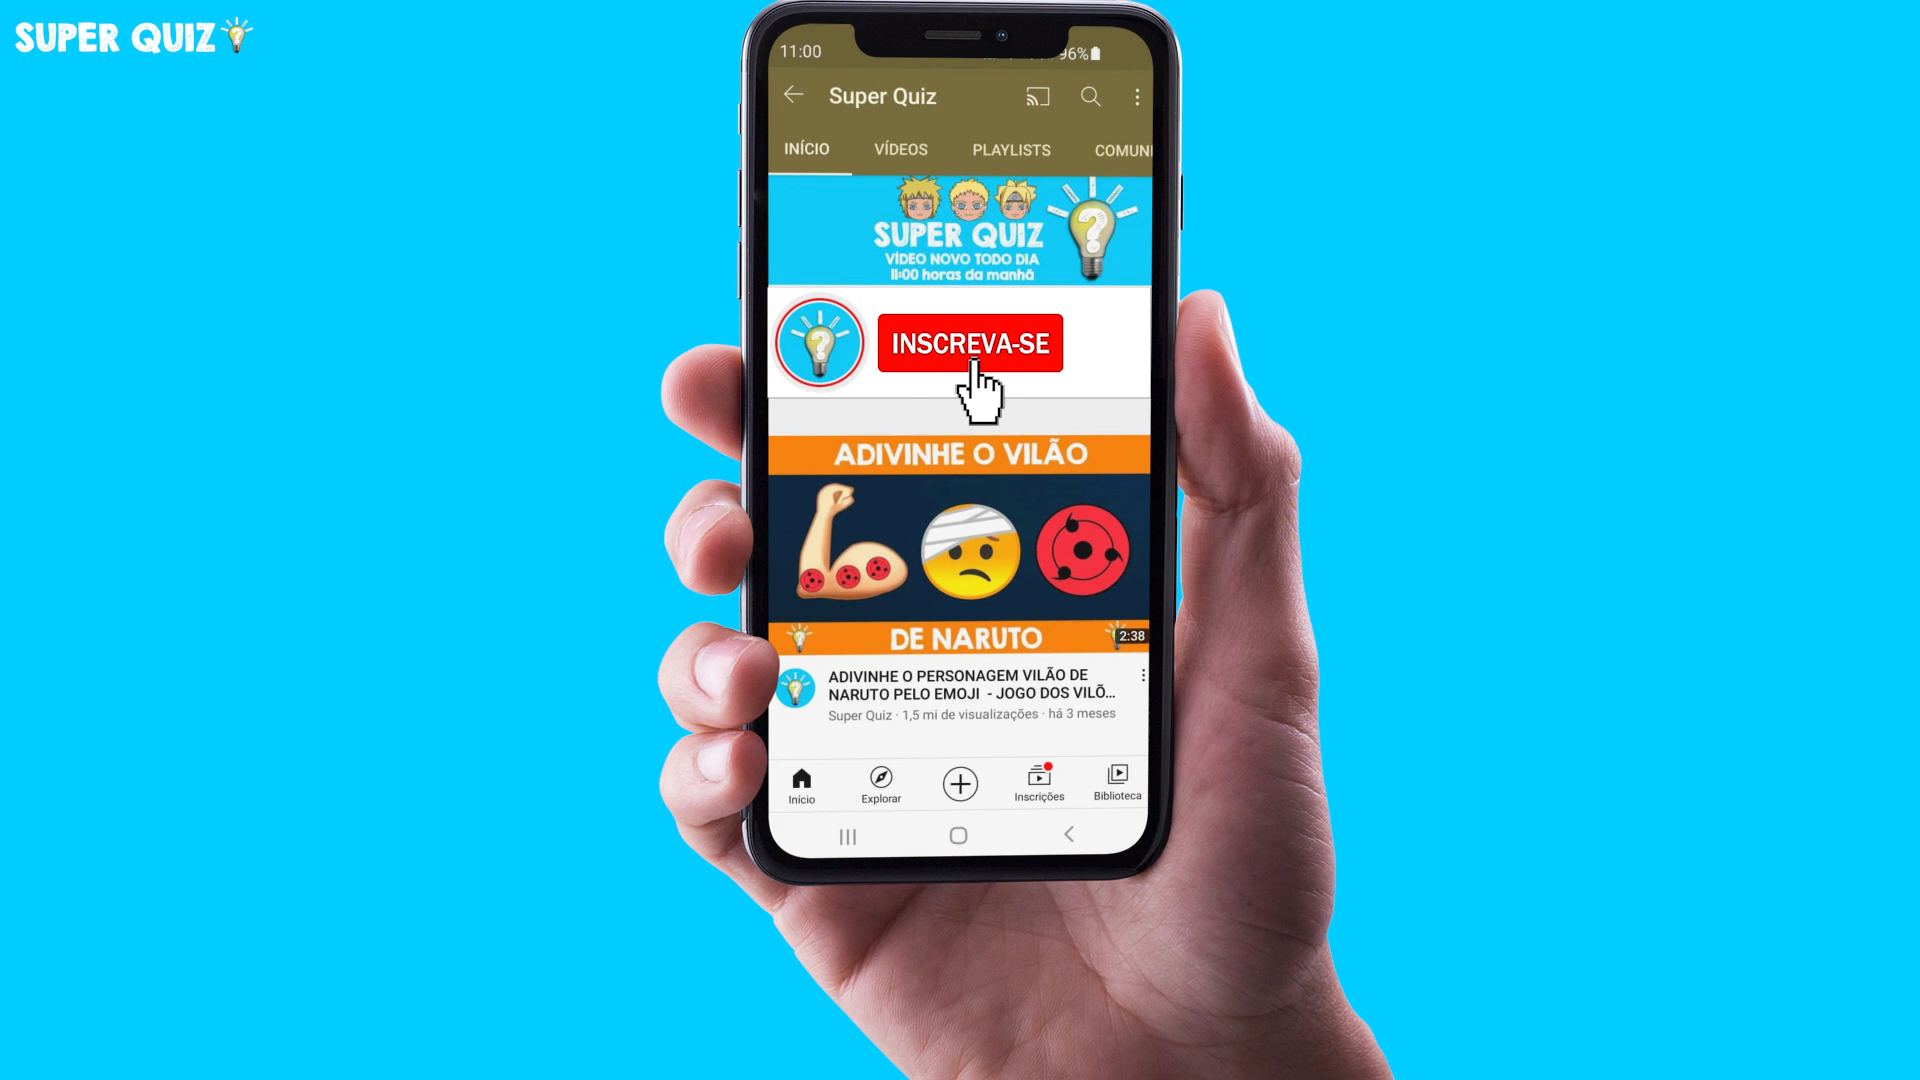 SUPER QUIZ
11:00
96%
Super Quiz
INÍCIO VÍDEOS PLAYLISTS COMUNI
SUPER QUIZ
VÍDEO NOVO TODO DIA
11:00 horas da manhã
INSCREVA-SE
ADIVINHE O VILÃO
DE NARUTO
2:38
ADIVINHE O PERSONAGEM VILÃO DE
NARUTO PELO EMOJI - JOGO DOS VILÕ...
Super Quiz · 1,5 mi de visualizações · há 3 meses
Início Explorar Inscrições Biblioteca